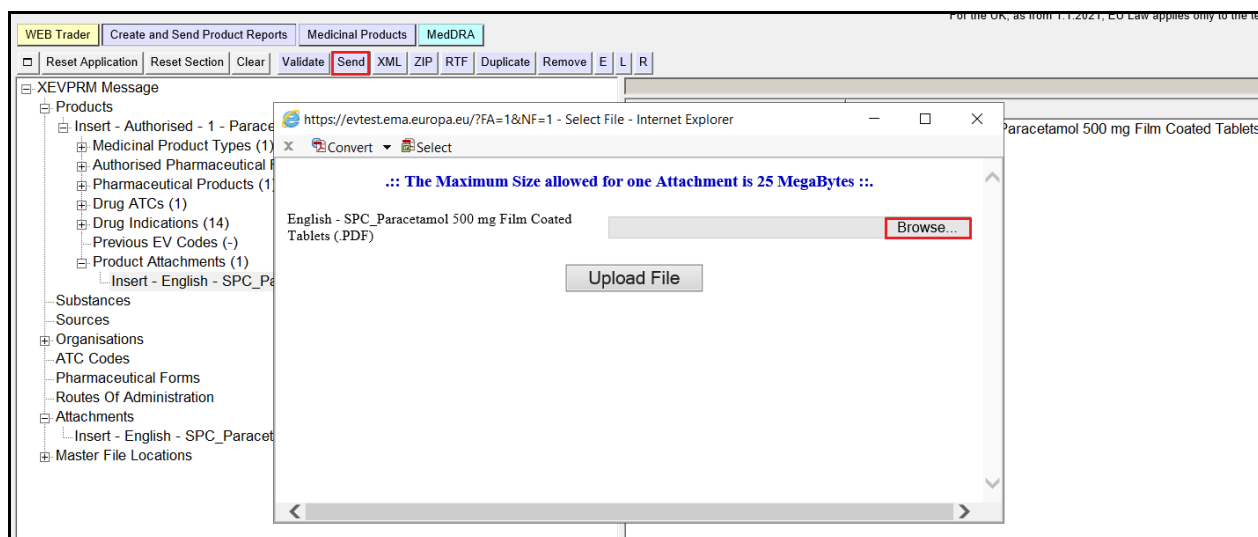 For the UK, as from 1.1.2021, EU Law applies only to the te
WEB Trader Create and Send Product Reports Medicinal Products MedDRA
Reset Application Reset Section Clear Validate Send XML ZIP RTF Duplicate Remove E L R
XEVPRM Message
Products
Insert - Authorised - 1 - Parace
Medicinal Product Types (1)
Authorised Pharmaceutical F
Pharmaceutical Products (1
Drug ATCs (1)
Drug Indications (14)
Previous EV Codes (-)
Product Attachments (1)
Insert - English - SPC_Pa
Substances
Sources
Organisations
ATC Codes
Pharmaceutical Forms
Routes Of Administration
Attachments
Insert - English - SPC_Paracet
Master File Locations
https://evtest.ema.europa.eu/?FA=1&NF=1 - Select File - Internet Explorer
x Convert Select
.:: The Maximum Size allowed for one Attachment is 25 MegaBytes ::.
English - SPC_Paracetamol 500 mg Film Coated
Tablets (.PDF)
Browse...
Upload File
Paracetamol 500 mg Film Coated Tablets